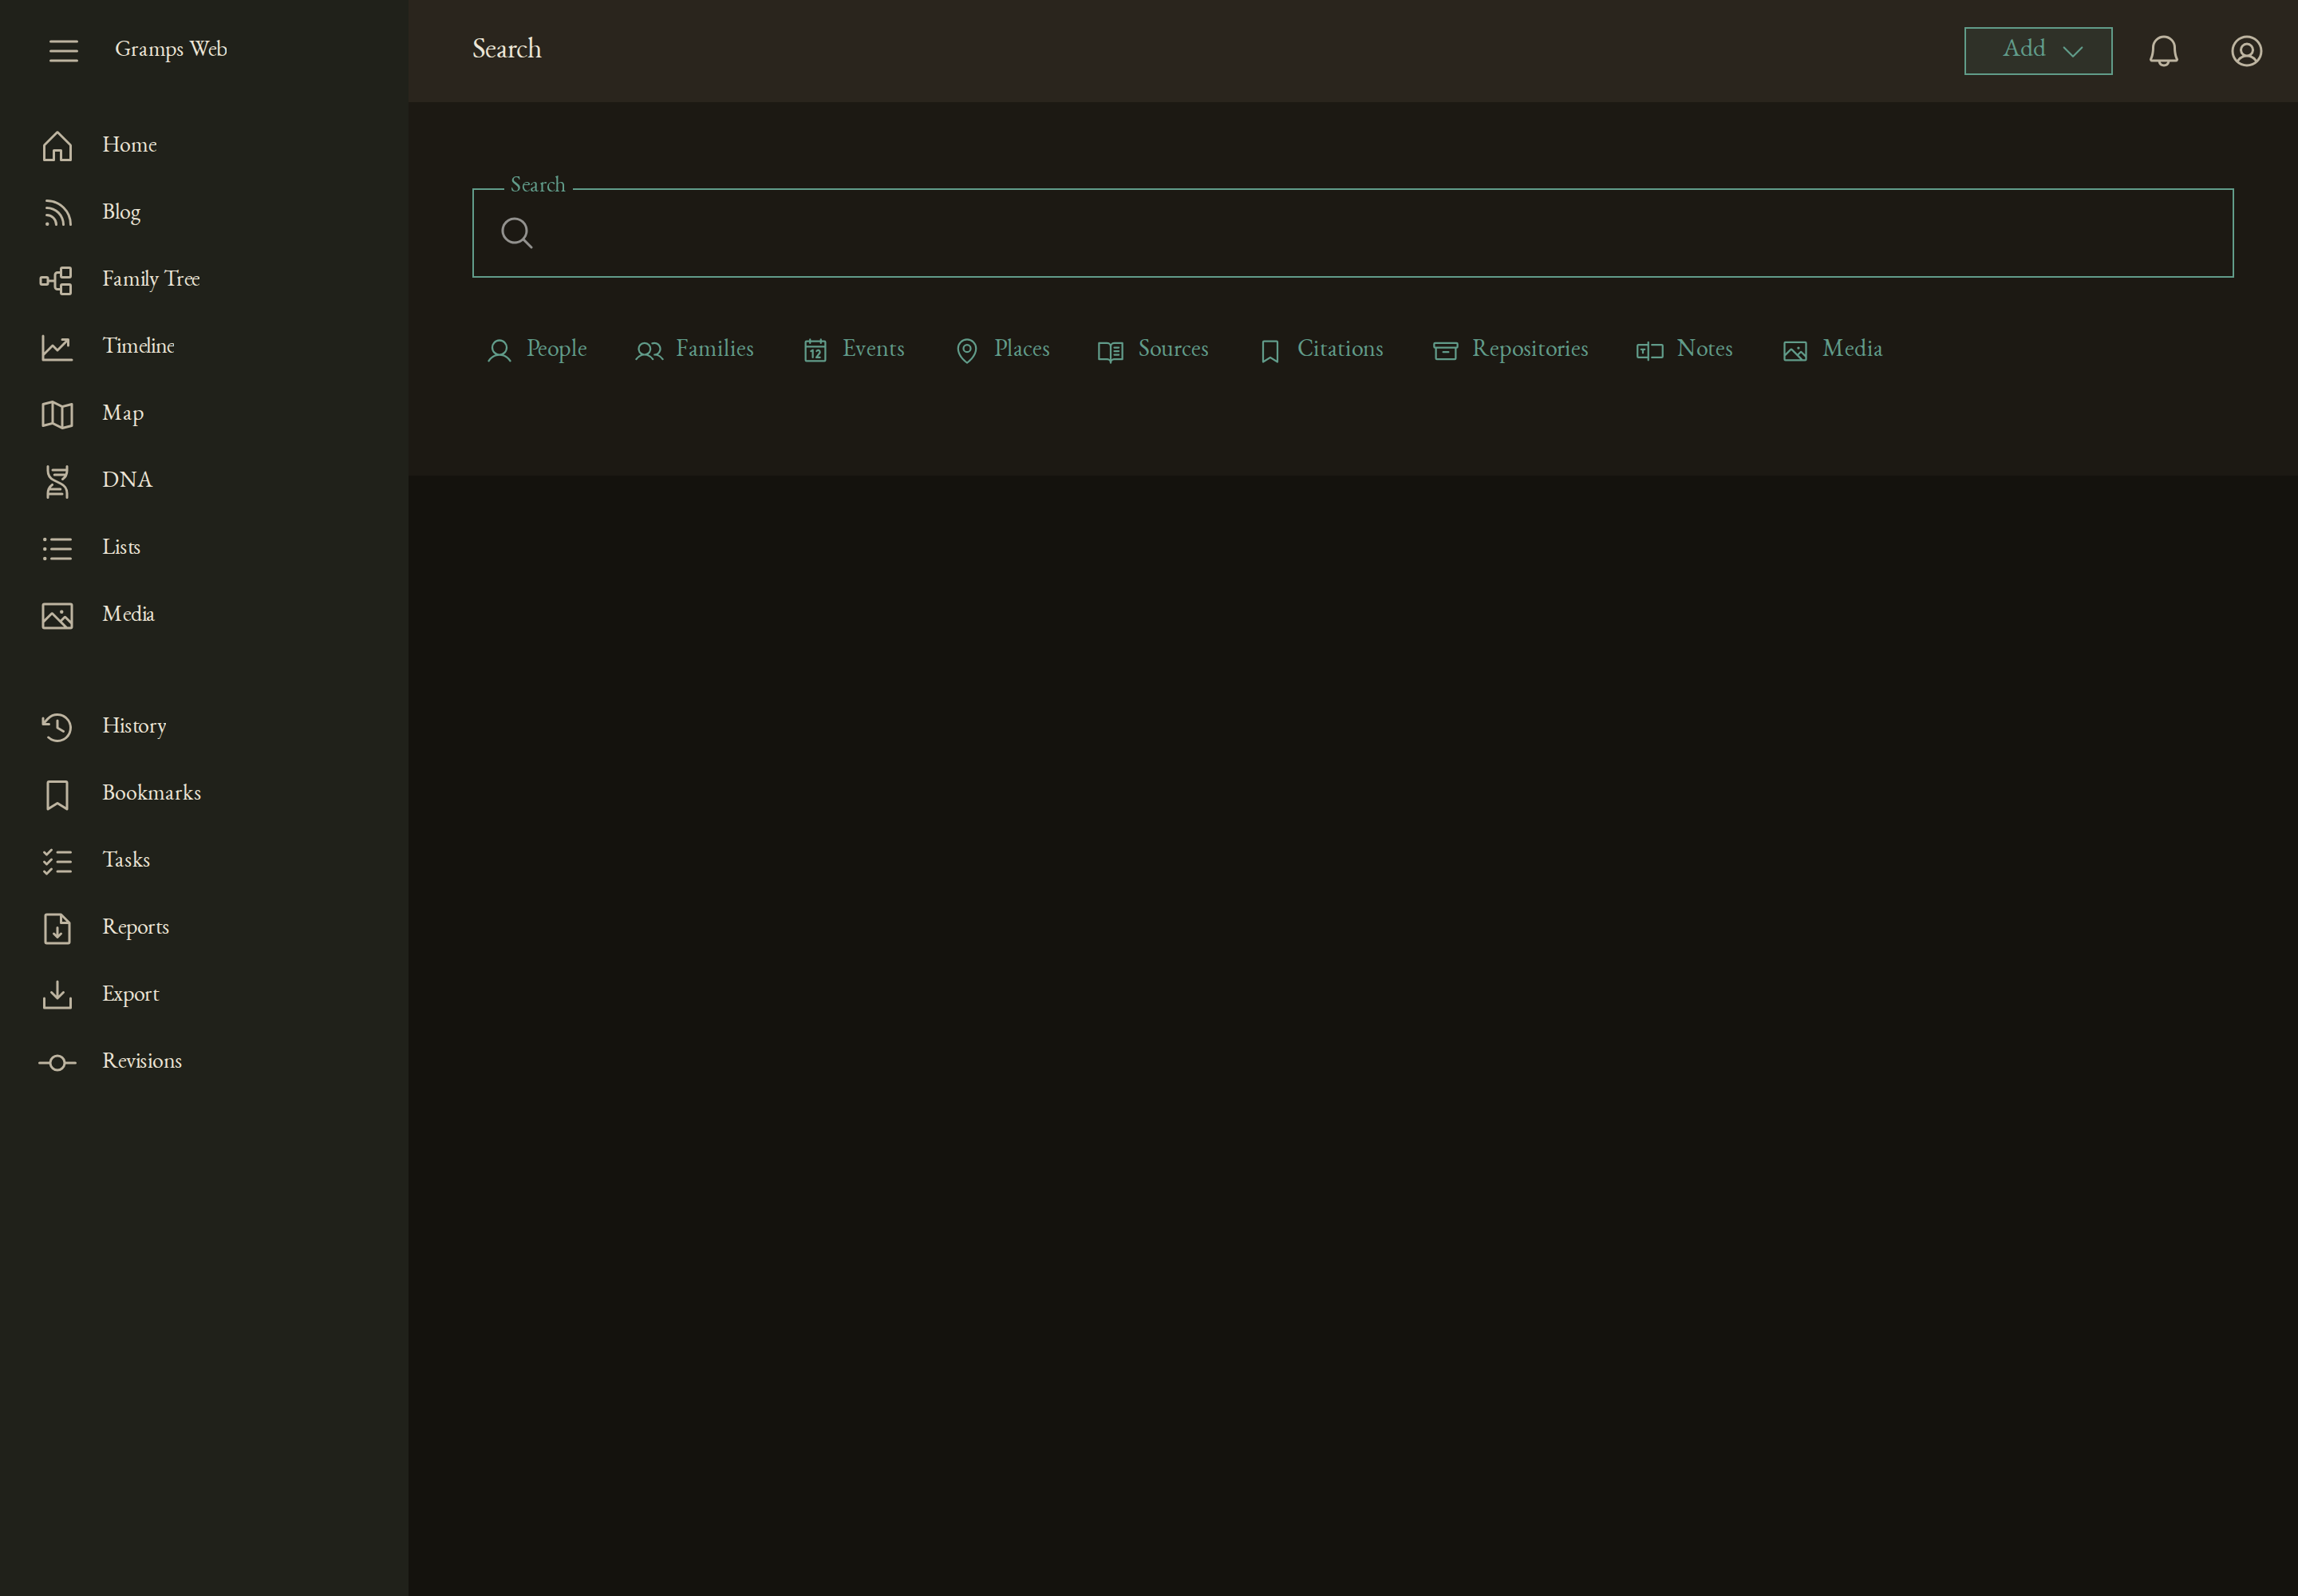 Gramps Web
Home
Blog
Family Tree
Timeline
Map
DNA
Lists
Media
History
Bookmarks
Tasks
Reports
Export
Revisions
Search
Add
Search
People Families Events Places Sources Citations Repositories Notes Media
12
T